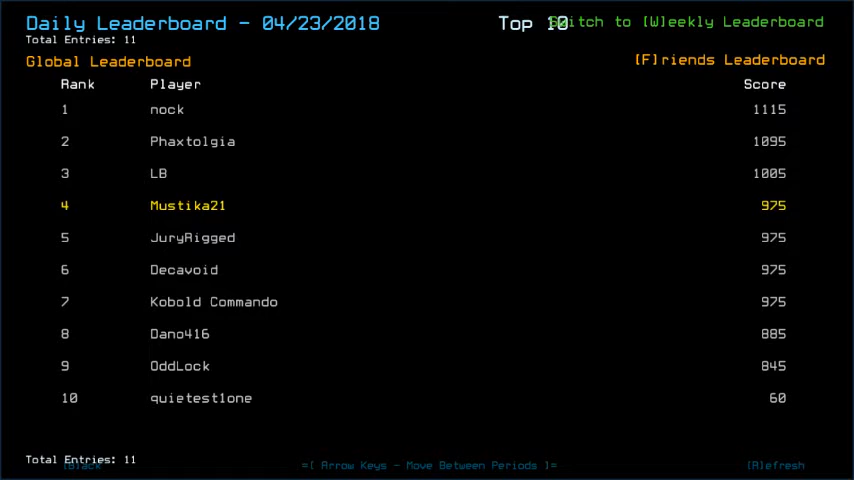 Daily Leaderboard - 04/23/2018 Top 10 Switch to [W]eekly Leaderboard
Total Entries: 11
Global Leaderboard [F]riends Leaderboard
Rank Player Score
1 nock 1115
2 Phaxtolgia 1095
3 LB 1005
4 Mustika21 975
5 JuryRigged 975
6 Decavoid 975
7 Kobold Commando 975
8 Dano416 885
9 OddLock 845
10 quietest1one 60
Total Entries: 11
[B]ack =[ Arrow Keys - Move Between Periods ]= [R]efresh